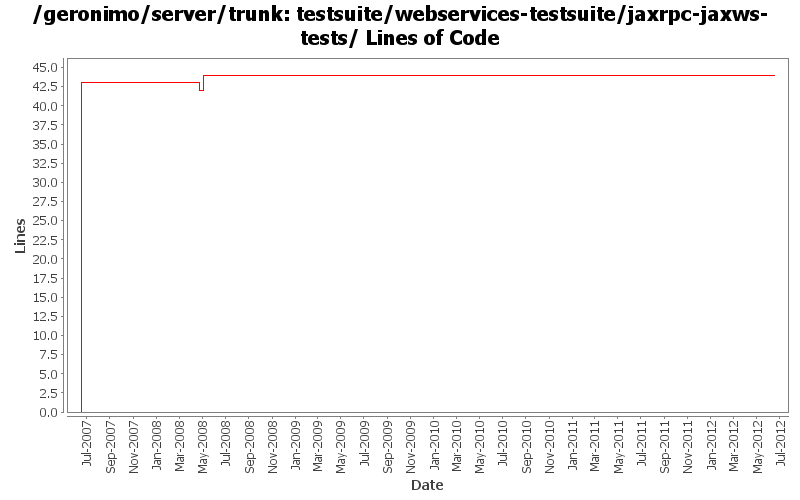 /geronimo/server/trunk: testsuite/webservices-testsuite/jaxrpc-jaxws-
tests/ Lines of Code
45.0
42.5
40.0
37.5
35.0
32.5
30.0
27.5
25.0
22.5
20.0
17.5
15.0
12.5
10.0
7.5
5.0
2.5
0.0
Lines
Jul-2007
Sep-2007
Nov-2007
Jan-2008
Mar-2008
May-2008
Jul-2008
Sep-2008
Nov-2008
Jan-2009
Mar-2009
May-2009
Jul-2009
Sep-2009
Nov-2009
Jan-2010
Mar-2010
May-2010
Jul-2010
Sep-2010
Nov-2010
Jan-2011
Mar-2011
May-2011
Jul-2011
Sep-2011
Nov-2011
Jan-2012
Mar-2012
May-2012
Jul-2012
Date